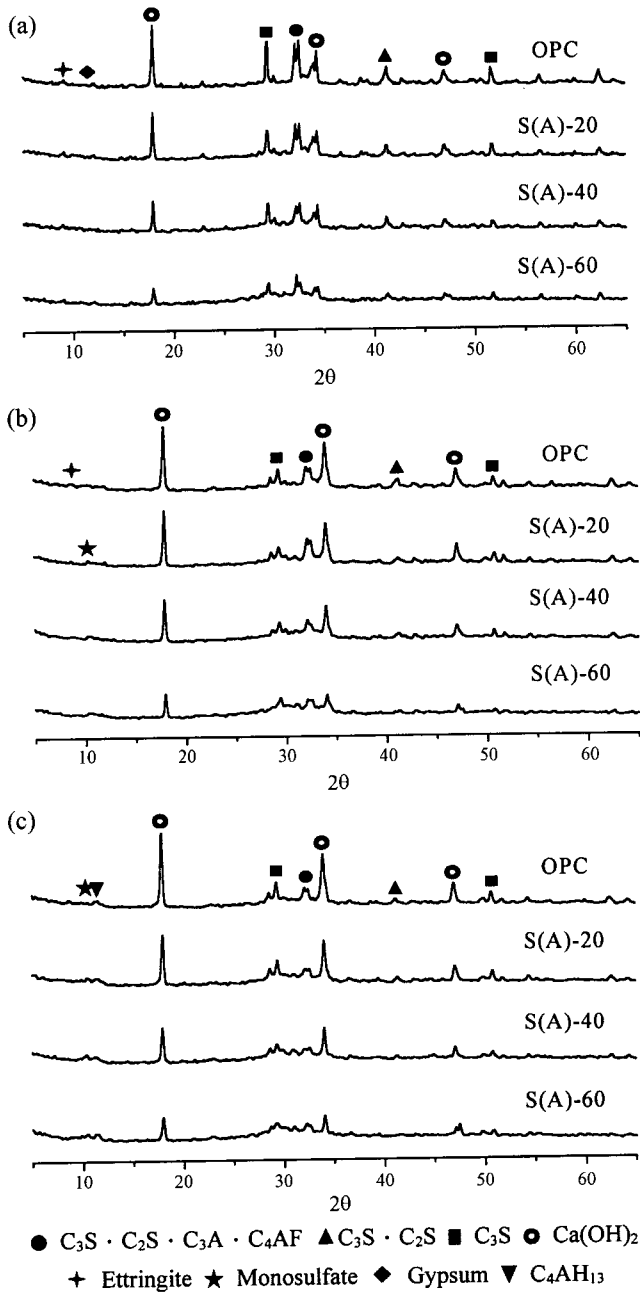 (a)
OPC
S(A)-20
S(A)-40
S(A)-60
10 20 30 40 50 60
2θ
(b)
OPC
S(A)-20
S(A)-40
S(A)-60
10 20 30 40 50 60
2θ
(c)
OPC
S(A)-20
S(A)-40
S(A)-60
10 20 30 40 50 60
2θ
● C₃S · C₂S · C₃A · C₄AF ▲ C₃S · C₂S ■ C₃S ⭘ Ca(OH)₂
✦ Ettringite ★ Monosulfate ◆ Gypsum ▼ C₄AH₁₃